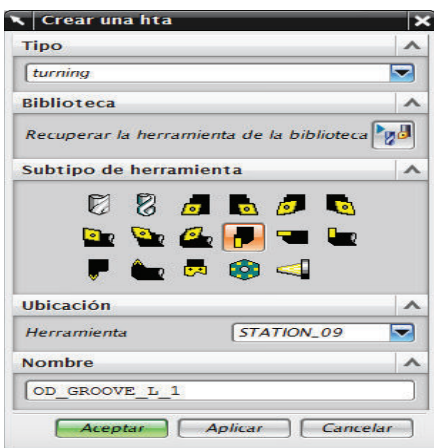 Crear una hta
Tipo
turning
Biblioteca
Recuperar la herramienta de la biblioteca
Subtipo de herramienta
Ubicación
Herramienta STATION_09
Nombre
OD_GROOVE_L_1
Aceptar Aplicar Cancelar